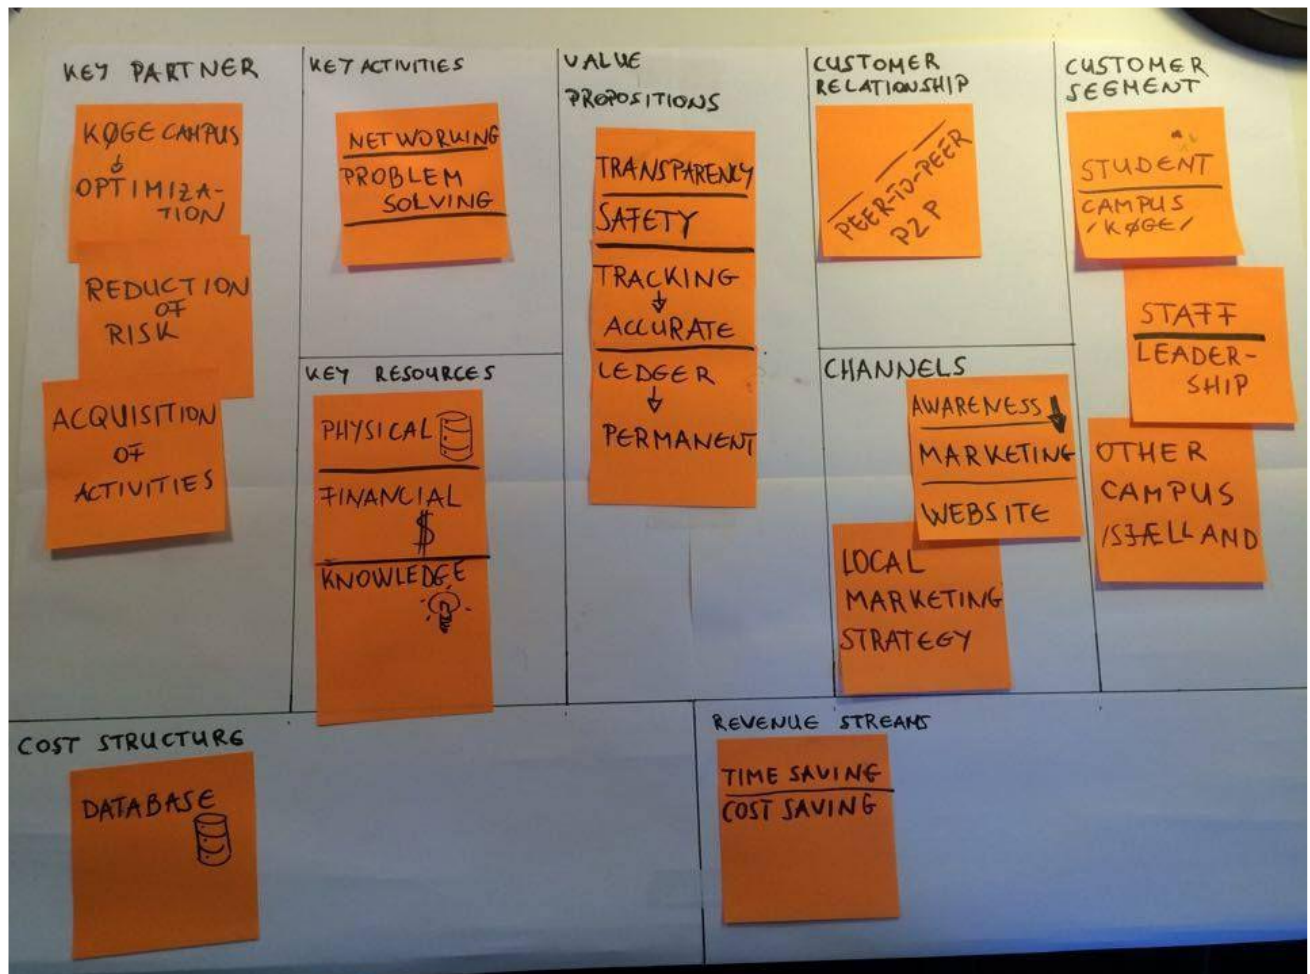 KEY PARTNER
KØGE CAMPUS
OPTIMIZA-
TION
REDUCTION
OF
RISK
ACQUISITION
OF
ACTIVITIES
KEY ACTIVITIES
NETWORKING
PROBLEM
SOLVING
KEY RESOURCES
PHYSICAL
FINANCIAL
$
KNOWLEDGE
VALUE
PROPOSITIONS
TRANSPARENCY
SAFETY
TRACKING
ACCURATE
LEDGER
PERMANENT
CUSTOMER
RELATIONSHIP
PEER-TO-PEER
P2P
CHANNELS
AWARENESS
MARKETING
WEBSITE
LOCAL
MARKETING
STRATEGY
CUSTOMER
SEGMENT
STUDENT
CAMPUS
/KØGE/
STAFF
LEADER-
SHIP
OTHER
CAMPUS
/SJÆLLAND
COST STRUCTURE
DATABASE
REVENUE STREAMS
TIME SAVING
COST SAVING